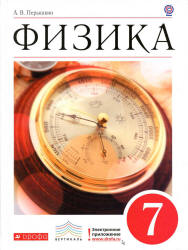 А. В. Перышкин
ФИЗИКА
дрофа
ВЕРТИКАЛЬ
Электронное
приложение
www.drofa.ru
7